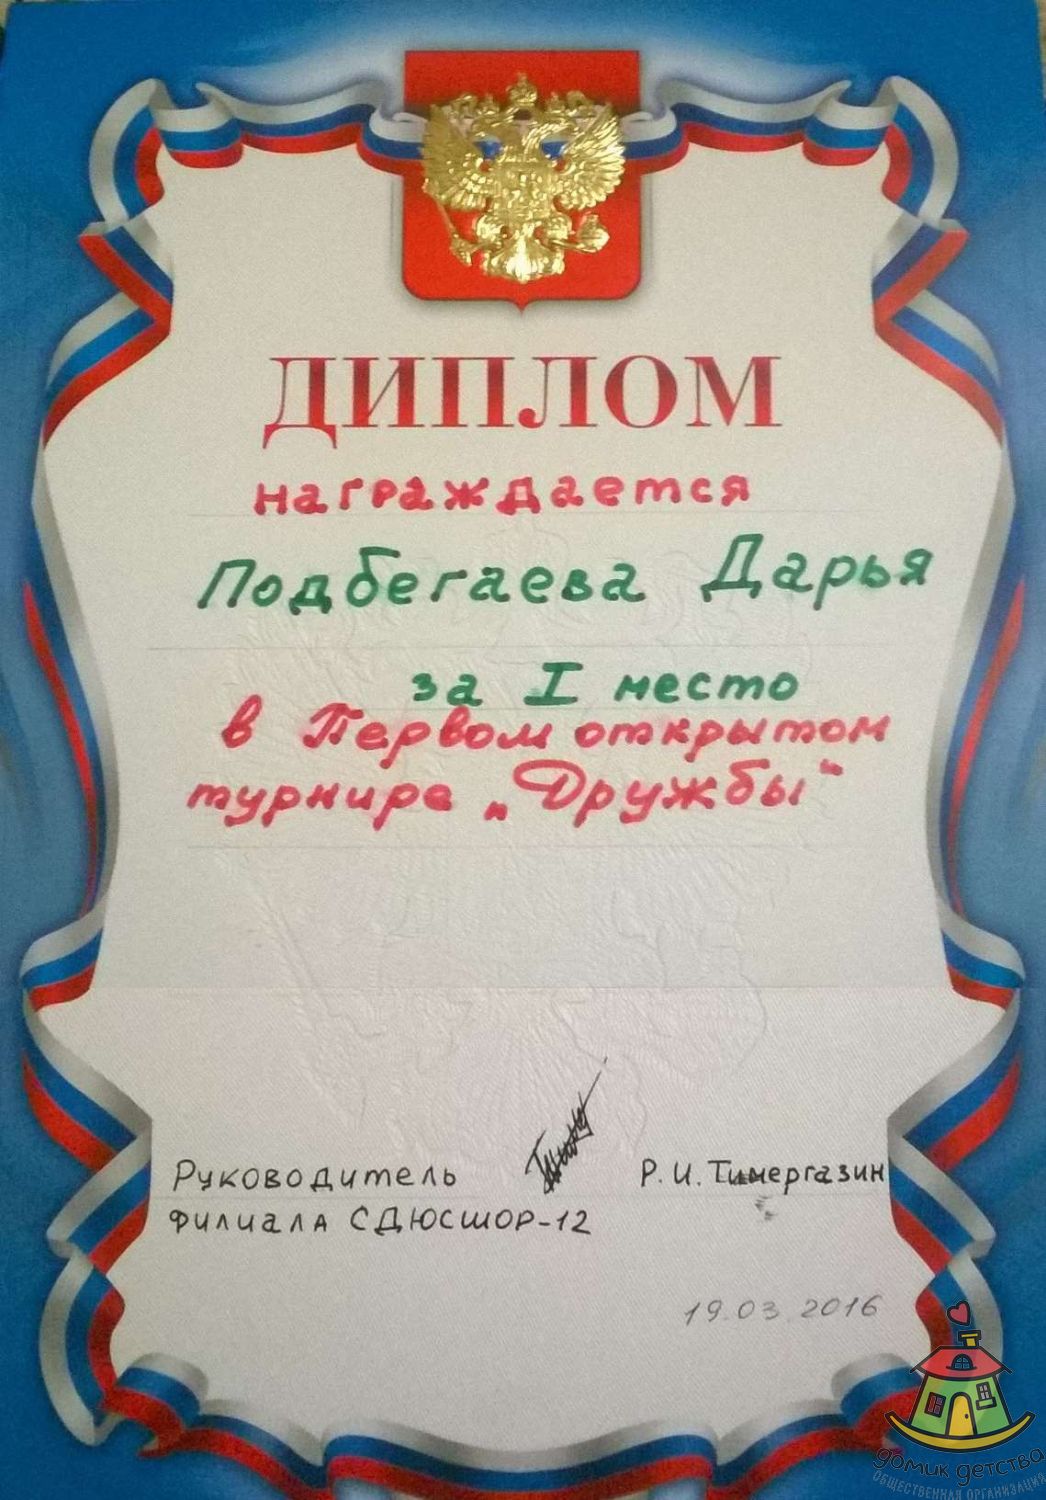 ДИПЛОМ
награждается
Подбегаева Дарья
за I место
в Первом открытом
турнире „Дружбы“
Руководитель Р. И. Тимергазин
филиала СДЮСШОР-12
19.03.2016
домик детства
ОБЩЕСТВЕННАЯ ОРГАНИЗАЦИЯ